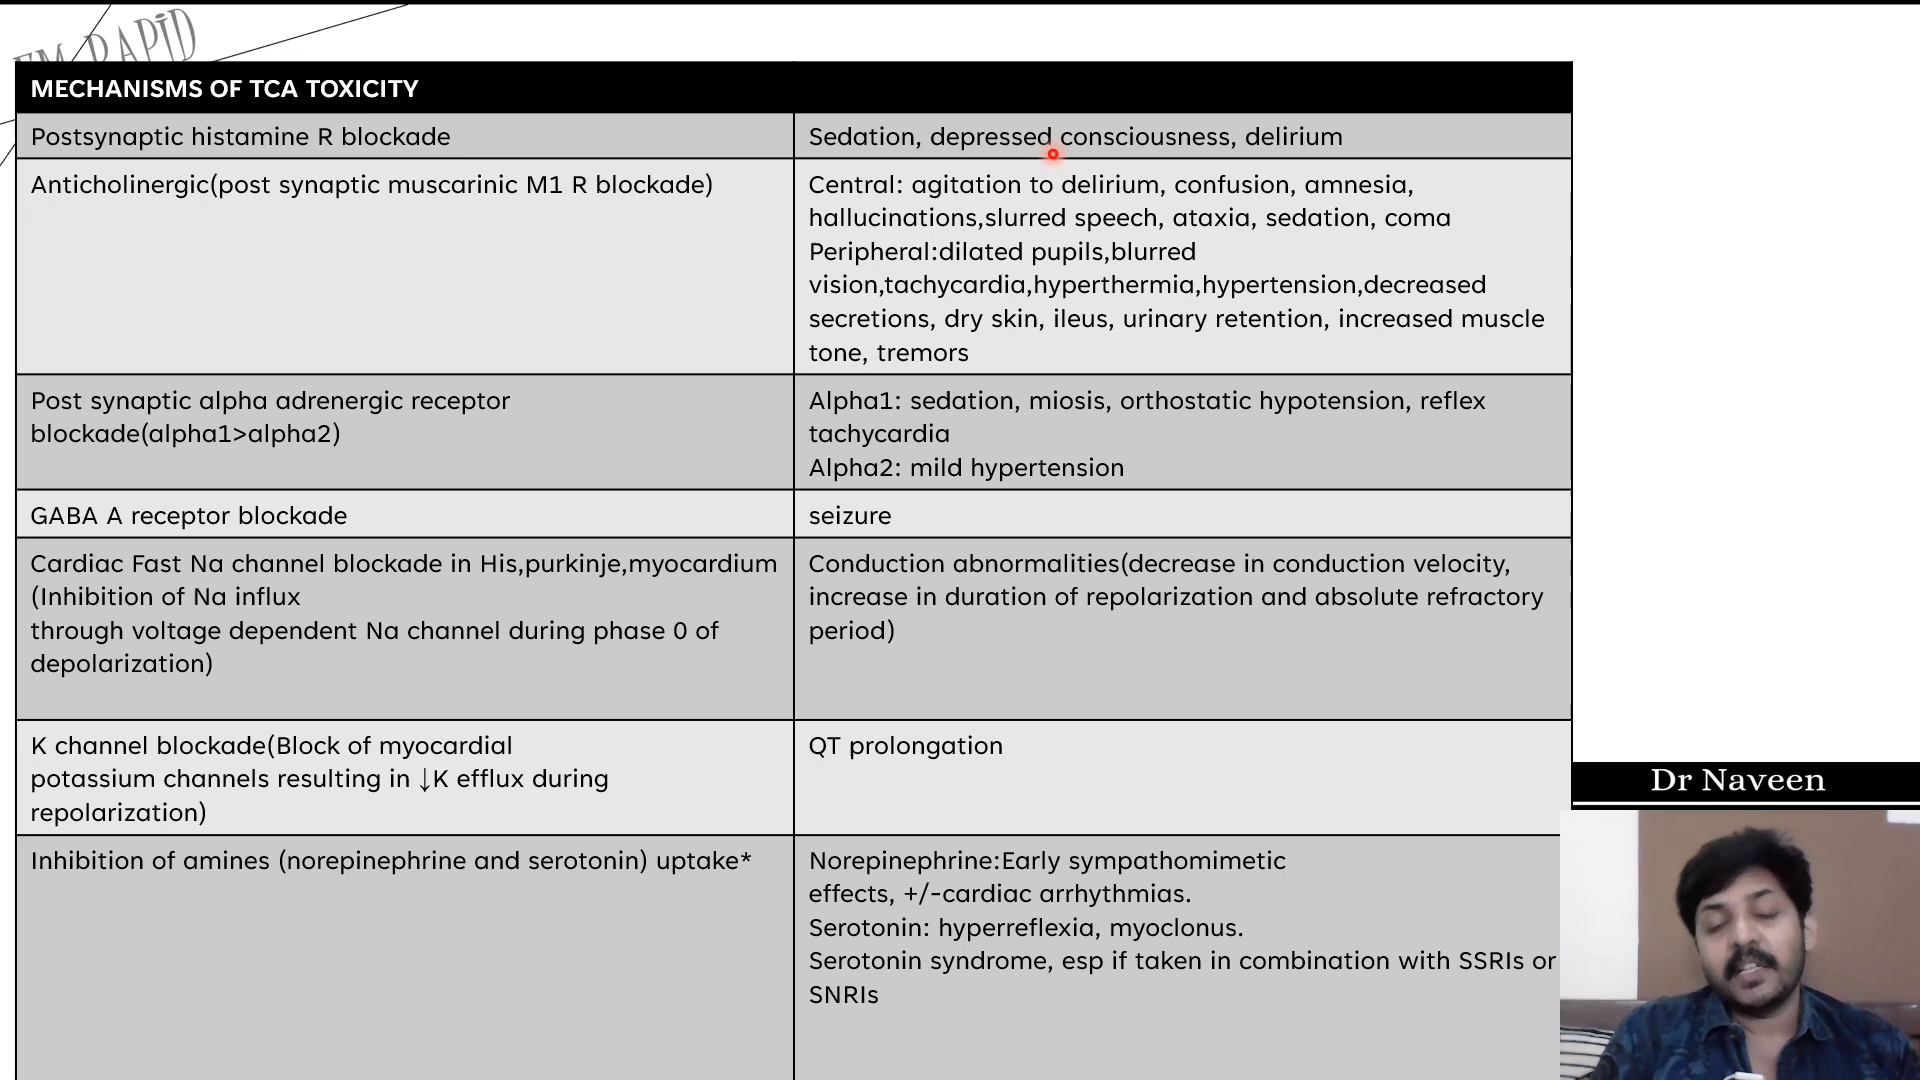 EM RAPID
MECHANISMS OF TCA TOXICITY
Postsynaptic histamine R blockade
Sedation, depressed consciousness, delirium
Anticholinergic(post synaptic muscarinic M1 R blockade)
Central: agitation to delirium, confusion, amnesia,
hallucinations,slurred speech, ataxia, sedation, coma
Peripheral:dilated pupils,blurred
vision,tachycardia,hyperthermia,hypertension,decreased
secretions, dry skin, ileus, urinary retention, increased muscle
tone, tremors
Post synaptic alpha adrenergic receptor
blockade(alpha1>alpha2)
Alpha1: sedation, miosis, orthostatic hypotension, reflex
tachycardia
Alpha2: mild hypertension
GABA A receptor blockade
seizure
Cardiac Fast Na channel blockade in His,purkinje,myocardium
(Inhibition of Na influx
through voltage dependent Na channel during phase 0 of
depolarization)
Conduction abnormalities(decrease in conduction velocity,
increase in duration of repolarization and absolute refractory
period)
K channel blockade(Block of myocardial
potassium channels resulting in ↓K efflux during
repolarization)
QT prolongation
Inhibition of amines (norepinephrine and serotonin) uptake*
Norepinephrine:Early sympathomimetic
effects, +/-cardiac arrhythmias.
Serotonin: hyperreflexia, myoclonus.
Serotonin syndrome, esp if taken in combination with SSRIs or
SNRIs
Dr Naveen